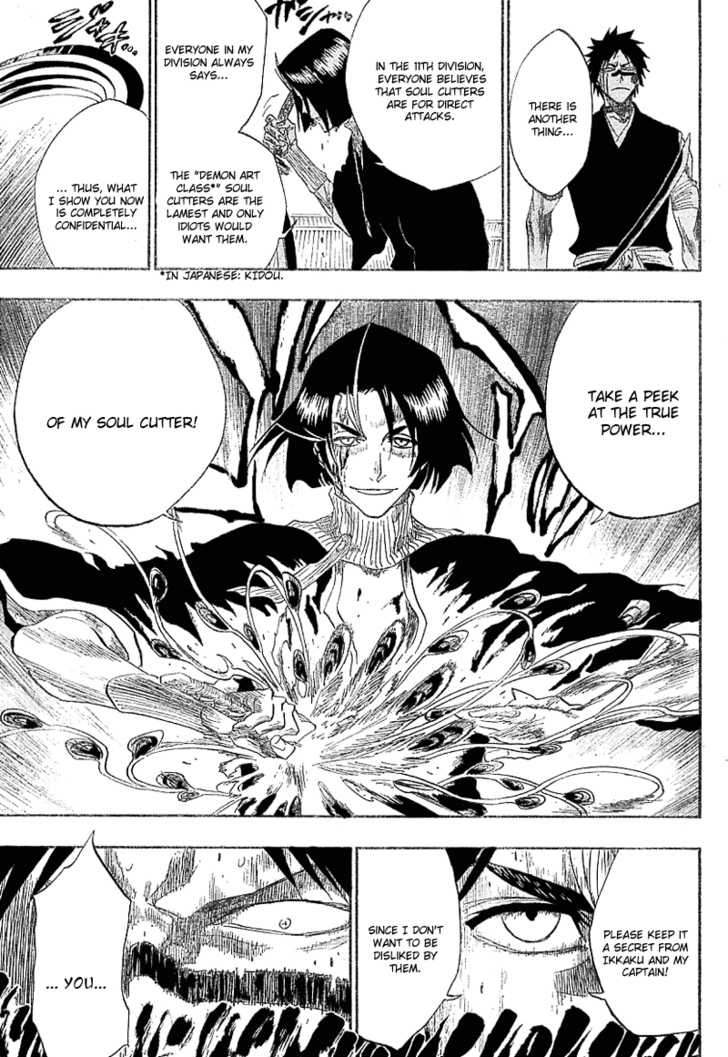 THERE IS
ANOTHER
THING...
IN THE 11TH DIVISION,
EVERYONE BELIEVES
THAT SOUL CUTTERS
ARE FOR DIRECT
ATTACKS.
EVERYONE IN MY
DIVISION ALWAYS
SAYS...
THE "DEMON ART
CLASS*" SOUL
CUTTERS ARE THE
LAMEST AND ONLY
IDIOTS WOULD
WANT THEM.
*IN JAPANESE: KIDOU.
... THUS, WHAT
I SHOW YOU NOW
IS COMPLETELY
CONFIDENTIAL...
TAKE A PEEK
AT THE TRUE
POWER...
OF MY SOUL CUTTER!
PLEASE KEEP IT
A SECRET FROM
IKKAKU AND MY
CAPTAIN!
SINCE I DON'T
WANT TO BE
DISLIKED BY
THEM.
... YOU...